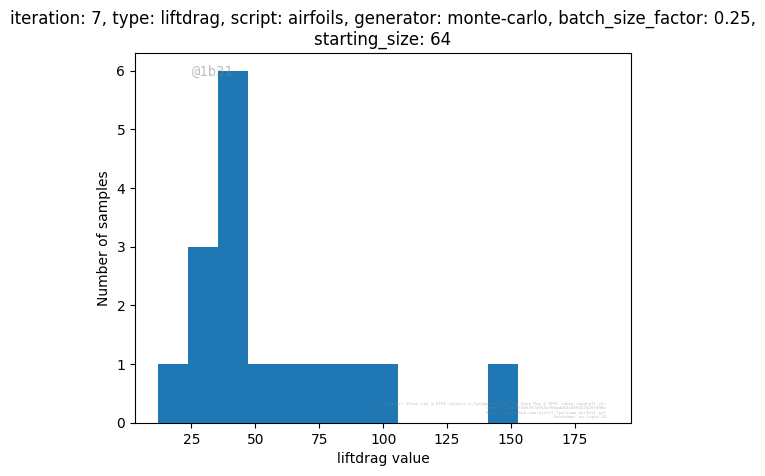 iteration: 7, type: liftdrag, script: airfoils, generator: monte-carlo, batch_size_factor: 0.25,
starting_size: 64
@1b31
6
5
4
3
2
1
0
Number of samples
25 50 75 100 125 150 175
liftdrag value